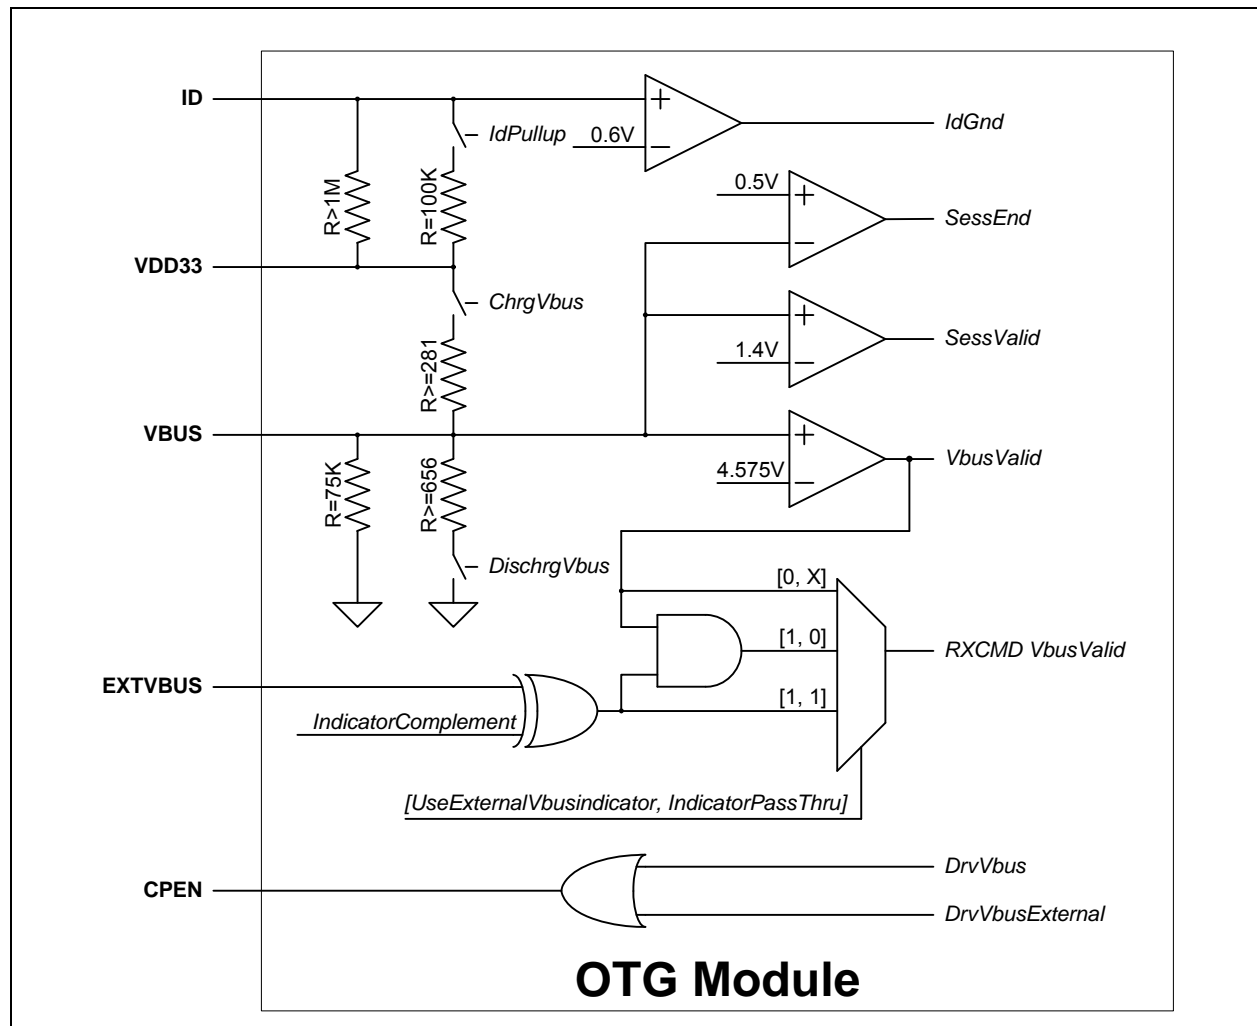 ID
IdPullup
0.6V
IdGnd
R>1M
R=100K
0.5V
SessEnd
VDD33
ChrgVbus
R>=281
1.4V
SessValid
VBUS
R=75K
R>=656
4.575V
VbusValid
DischrgVbus
[0, X]
[1, 0]
RXCMD VbusValid
EXTVBUS
IndicatorComplement
[1, 1]
[UseExternalVbusindicator, IndicatorPassThru]
CPEN
DrvVbus
DrvVbusExternal
OTG Module